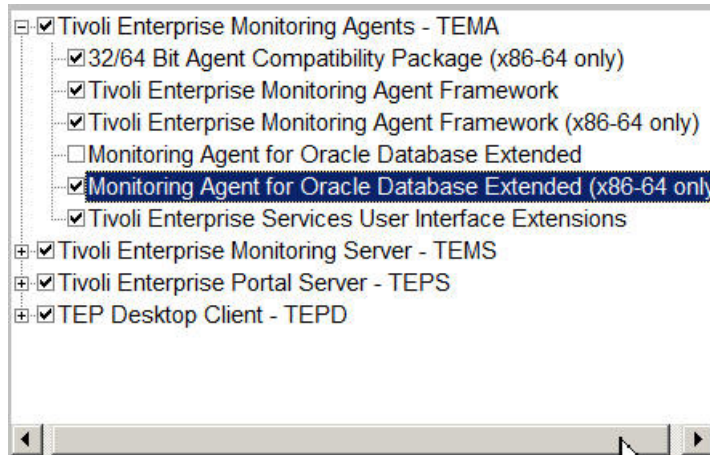 Tivoli Enterprise Monitoring Agents - TEMA
32/64 Bit Agent Compatibility Package (x86-64 only)
Tivoli Enterprise Monitoring Agent Framework
Tivoli Enterprise Monitoring Agent Framework (x86-64 only)
Monitoring Agent for Oracle Database Extended
Monitoring Agent for Oracle Database Extended (x86-64 only
Tivoli Enterprise Services User Interface Extensions
Tivoli Enterprise Monitoring Server - TEMS
Tivoli Enterprise Portal Server - TEPS
TEP Desktop Client - TEPD